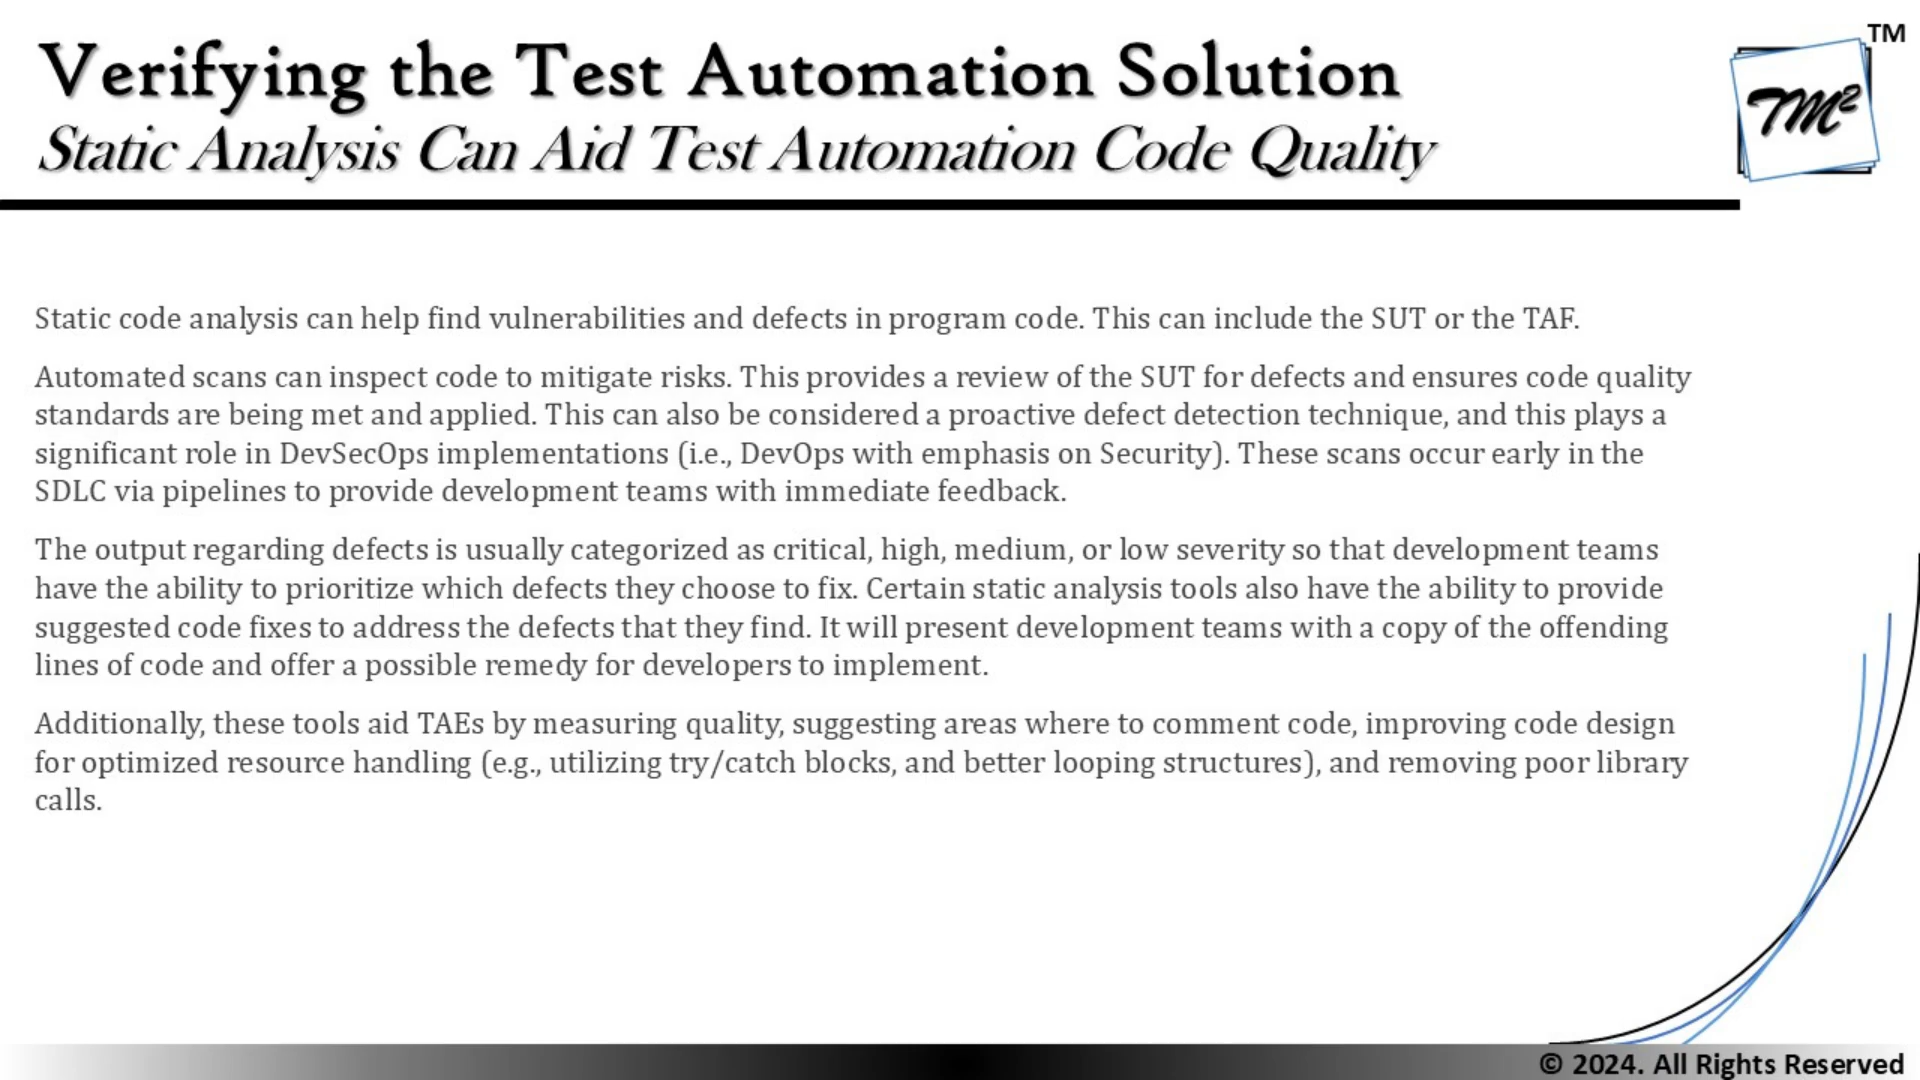 Verifying the Test Automation Solution
TM
Static Analysis Can Aid Test Automation Code Quality
TM²
Static code analysis can help find vulnerabilities and defects in program code. This can include the SUT or the TAF.
Automated scans can inspect code to mitigate risks. This provides a review of the SUT for defects and ensures code quality
standards are being met and applied. This can also be considered a proactive defect detection technique, and this plays a
significant role in DevSecOps implementations (i.e., DevOps with emphasis on Security). These scans occur early in the
SDLC via pipelines to provide development teams with immediate feedback.
The output regarding defects is usually categorized as critical, high, medium, or low severity so that development teams
have the ability to prioritize which defects they choose to fix. Certain static analysis tools also have the ability to provide
suggested code fixes to address the defects that they find. It will present development teams with a copy of the offending
lines of code and offer a possible remedy for developers to implement.
Additionally, these tools aid TAEs by measuring quality, suggesting areas where to comment code, improving code design
for optimized resource handling (e.g., utilizing try/catch blocks, and better looping structures), and removing poor library
calls.
© 2024. All Rights Reserved